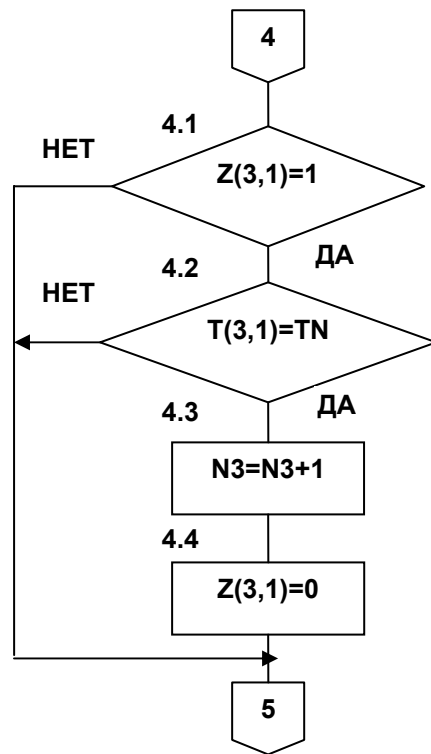 4
4.1
НЕТ
Z(3,1)=1
ДА
4.2
НЕТ
T(3,1)=TN
ДА
4.3
N3=N3+1
4.4
Z(3,1)=0
5